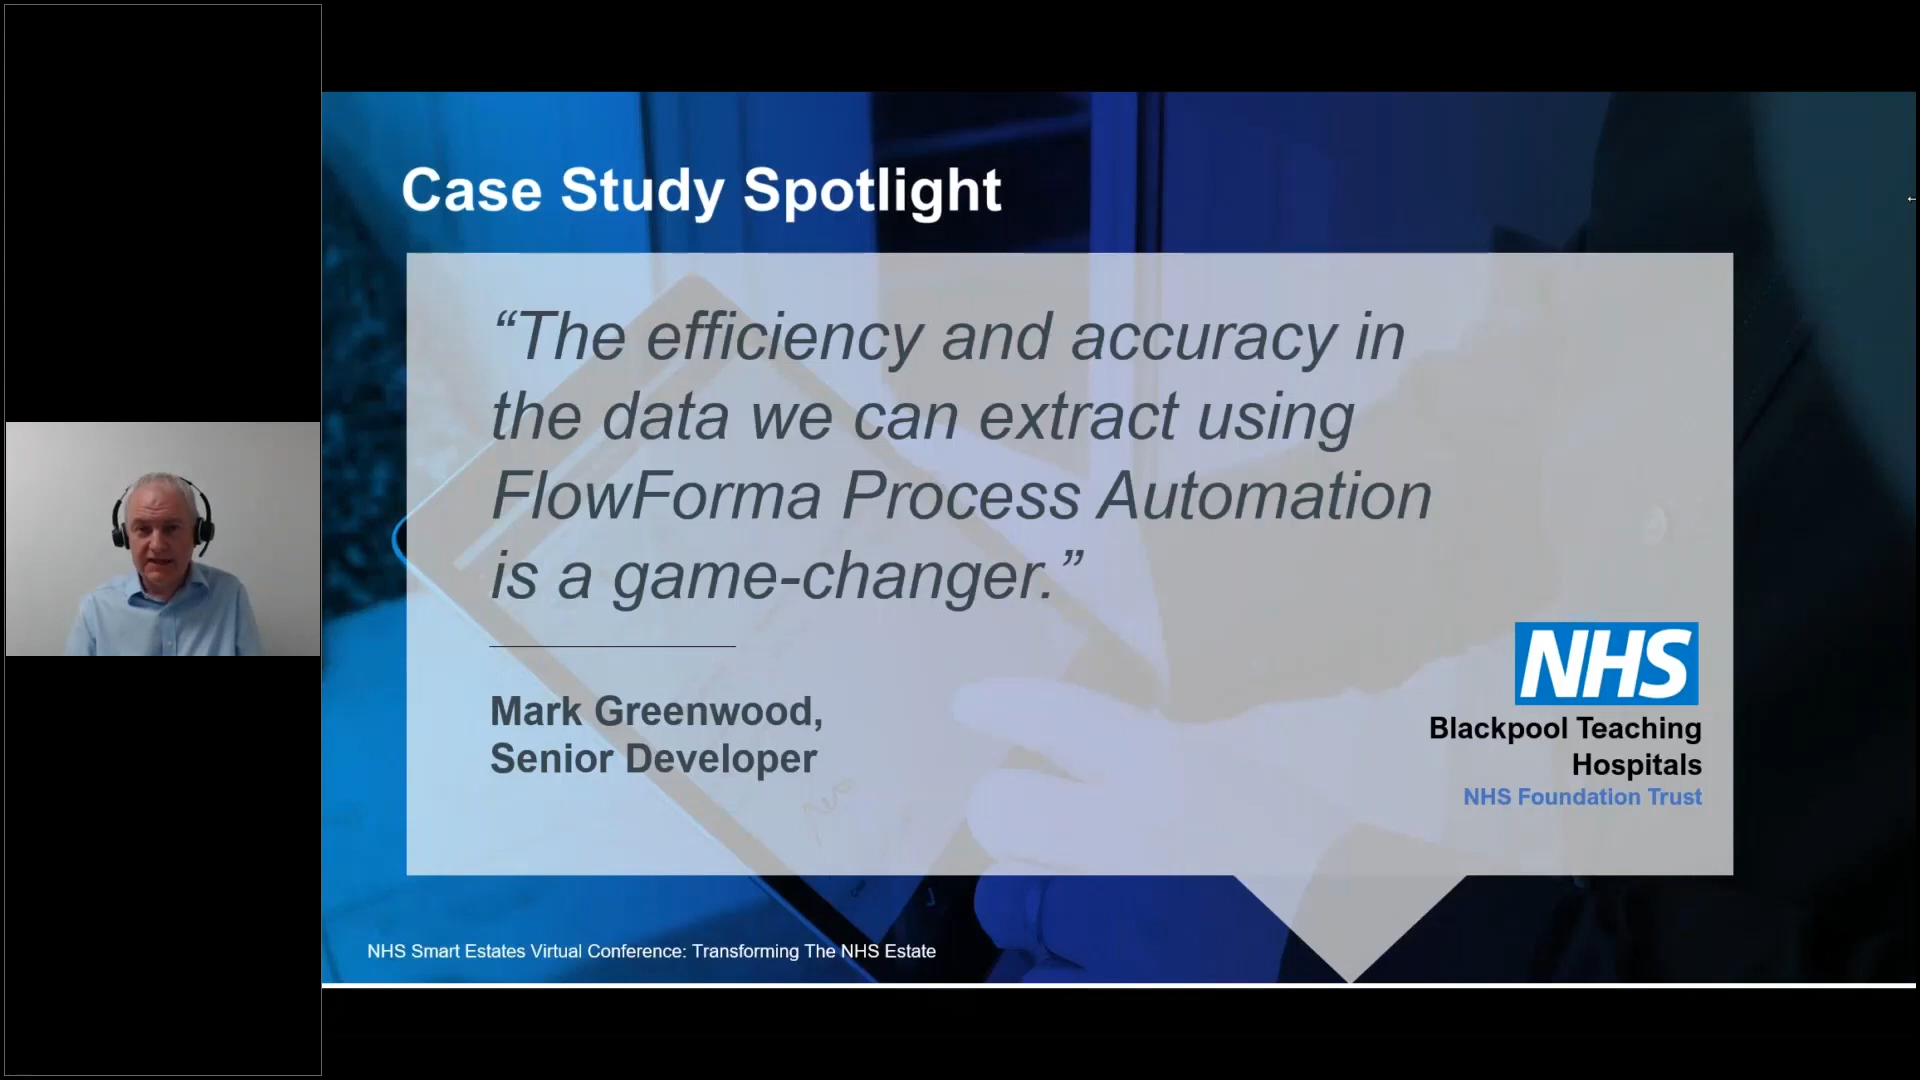 Case Study Spotlight
“The efficiency and accuracy in
the data we can extract using
FlowForma Process Automation
is a game-changer.”
Mark Greenwood,
Senior Developer
NHS
Blackpool Teaching
Hospitals
NHS Foundation Trust
NHS Smart Estates Virtual Conference: Transforming The NHS Estate